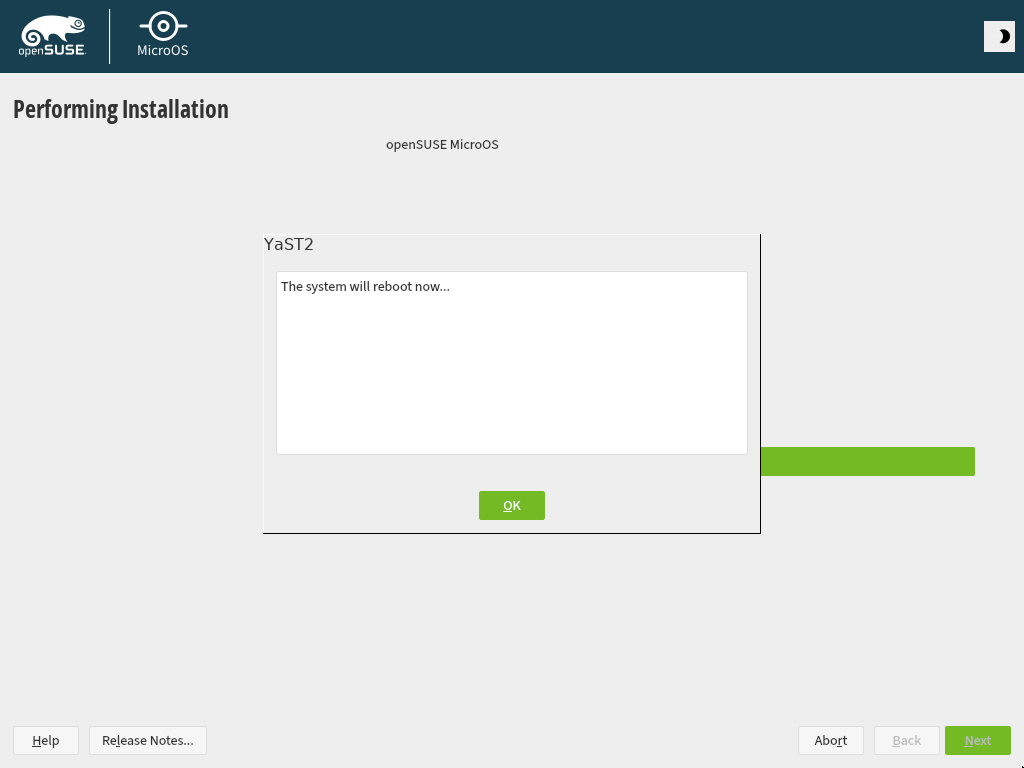 openSUSE
MicroOS
Performing Installation
openSUSE MicroOS
YaST2
The system will reboot now...
OK
Help
Release Notes...
Abort
Back
Next